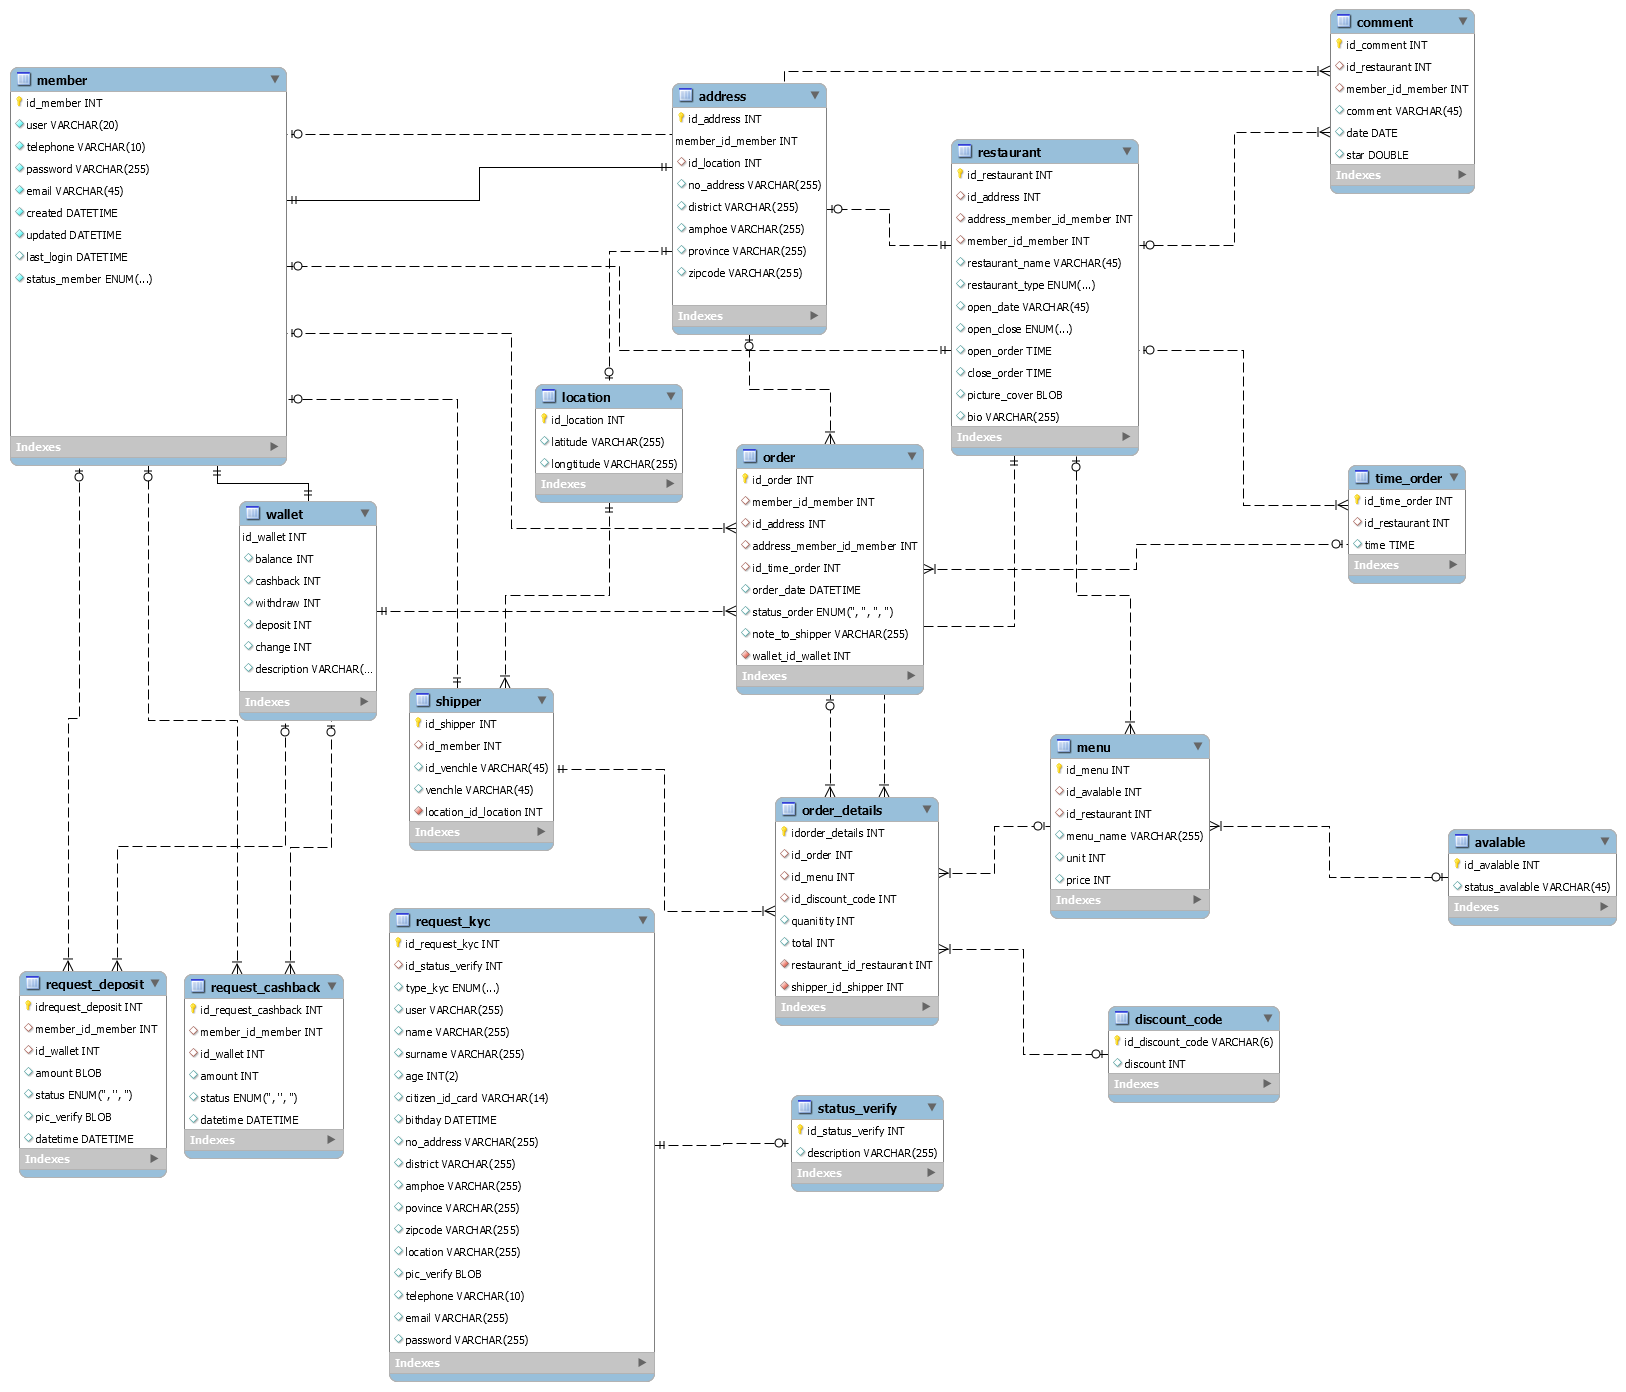 comment
id_comment INT
id_restaurant INT
member_id_member INT
comment VARCHAR(45)
date DATE
star DOUBLE
Indexes
member
id_member INT
user VARCHAR(20)
telephone VARCHAR(10)
password VARCHAR(255)
email VARCHAR(45)
created DATETIME
updated DATETIME
last_login DATETIME
status_member ENUM(...)
Indexes
address
id_address INT
member_id_member INT
id_location INT
no_address VARCHAR(255)
district VARCHAR(255)
amphoe VARCHAR(255)
province VARCHAR(255)
zipcode VARCHAR(255)
Indexes
restaurant
id_restaurant INT
id_address INT
address_member_id_member INT
member_id_member INT
restaurant_name VARCHAR(45)
restaurant_type ENUM(...)
open_date VARCHAR(45)
open_close ENUM(...)
open_order TIME
close_order TIME
picture_cover BLOB
bio VARCHAR(255)
Indexes
location
id_location INT
latitude VARCHAR(255)
longtitude VARCHAR(255)
Indexes
order
id_order INT
member_id_member INT
id_address INT
address_member_id_member INT
id_time_order INT
order_date DATETIME
status_order ENUM('', '', '', '')
note_to_shipper VARCHAR(255)
wallet_id_wallet INT
Indexes
time_order
id_time_order INT
id_restaurant INT
time TIME
Indexes
wallet
id_wallet INT
balance INT
cashback INT
withdraw INT
deposit INT
change INT
description VARCHAR(...
Indexes
shipper
id_shipper INT
id_member INT
id_venchle VARCHAR(45)
venchle VARCHAR(45)
location_id_location INT
Indexes
menu
id_menu INT
id_avalable INT
id_restaurant INT
menu_name VARCHAR(255)
unit INT
price INT
Indexes
order_details
idorder_details INT
id_order INT
id_menu INT
id_discount_code INT
quanitity INT
total INT
restaurant_id_restaurant INT
shipper_id_shipper INT
Indexes
avalable
id_avalable INT
status_avalable VARCHAR(45)
Indexes
request_kyc
id_request_kyc INT
id_status_verify INT
type_kyc ENUM(...)
user VARCHAR(255)
name VARCHAR(255)
surname VARCHAR(255)
age INT(2)
citizen_id_card VARCHAR(14)
bithday DATETIME
no_address VARCHAR(255)
district VARCHAR(255)
amphoe VARCHAR(255)
povince VARCHAR(255)
zipcode VARCHAR(255)
location VARCHAR(255)
pic_verify BLOB
telephone VARCHAR(10)
email VARCHAR(255)
password VARCHAR(255)
Indexes
request_deposit
idrequest_deposit INT
member_id_member INT
id_wallet INT
amount BLOB
status ENUM('', '', '')
pic_verify BLOB
datetime DATETIME
Indexes
request_cashback
id_request_cashback INT
member_id_member INT
id_wallet INT
amount INT
status ENUM('', '', '')
datetime DATETIME
Indexes
discount_code
id_discount_code VARCHAR(6)
discount INT
Indexes
status_verify
id_status_verify INT
description VARCHAR(255)
Indexes